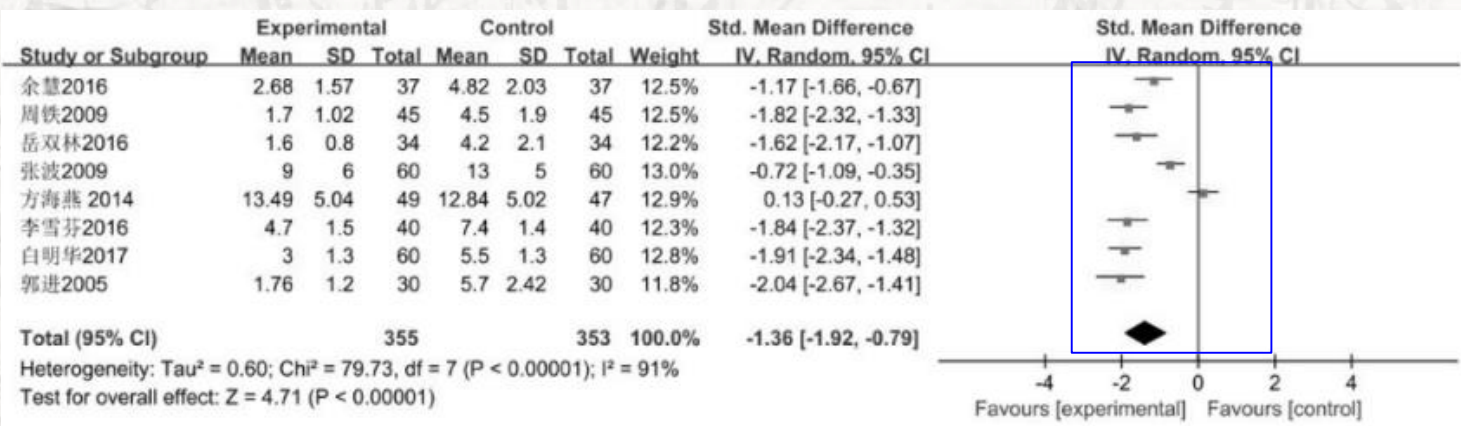 Experimental Control Std. Mean Difference Std. Mean Difference
Study or Subgroup Mean SD Total Mean SD Total Weight IV, Random, 95% CI IV, Random, 95% CI
余慧2016 2.68 1.57 37 4.82 2.03 37 12.5% -1.17 [-1.66, -0.67]
周铁2009 1.7 1.02 45 4.5 1.9 45 12.5% -1.82 [-2.32, -1.33]
岳双林2016 1.6 0.8 34 4.2 2.1 34 12.2% -1.62 [-2.17, -1.07]
张波2009 9 6 60 13 5 60 13.0% -0.72 [-1.09, -0.35]
方海燕 2014 13.49 5.04 49 12.84 5.02 47 12.9% 0.13 [-0.27, 0.53]
李雪芬2016 4.7 1.5 40 7.4 1.4 40 12.3% -1.84 [-2.37, -1.32]
白明华2017 3 1.3 60 5.5 1.3 60 12.8% -1.91 [-2.34, -1.48]
郭进2005 1.76 1.2 30 5.7 2.42 30 11.8% -2.04 [-2.67, -1.41]
Total (95% CI) 355 353 100.0% -1.36 [-1.92, -0.79]
Heterogeneity: Tau² = 0.60; Chi² = 79.73, df = 7 (P < 0.00001); I² = 91%
Test for overall effect: Z = 4.71 (P < 0.00001)
-4 -2 0 2 4
Favours [experimental] Favours [control]